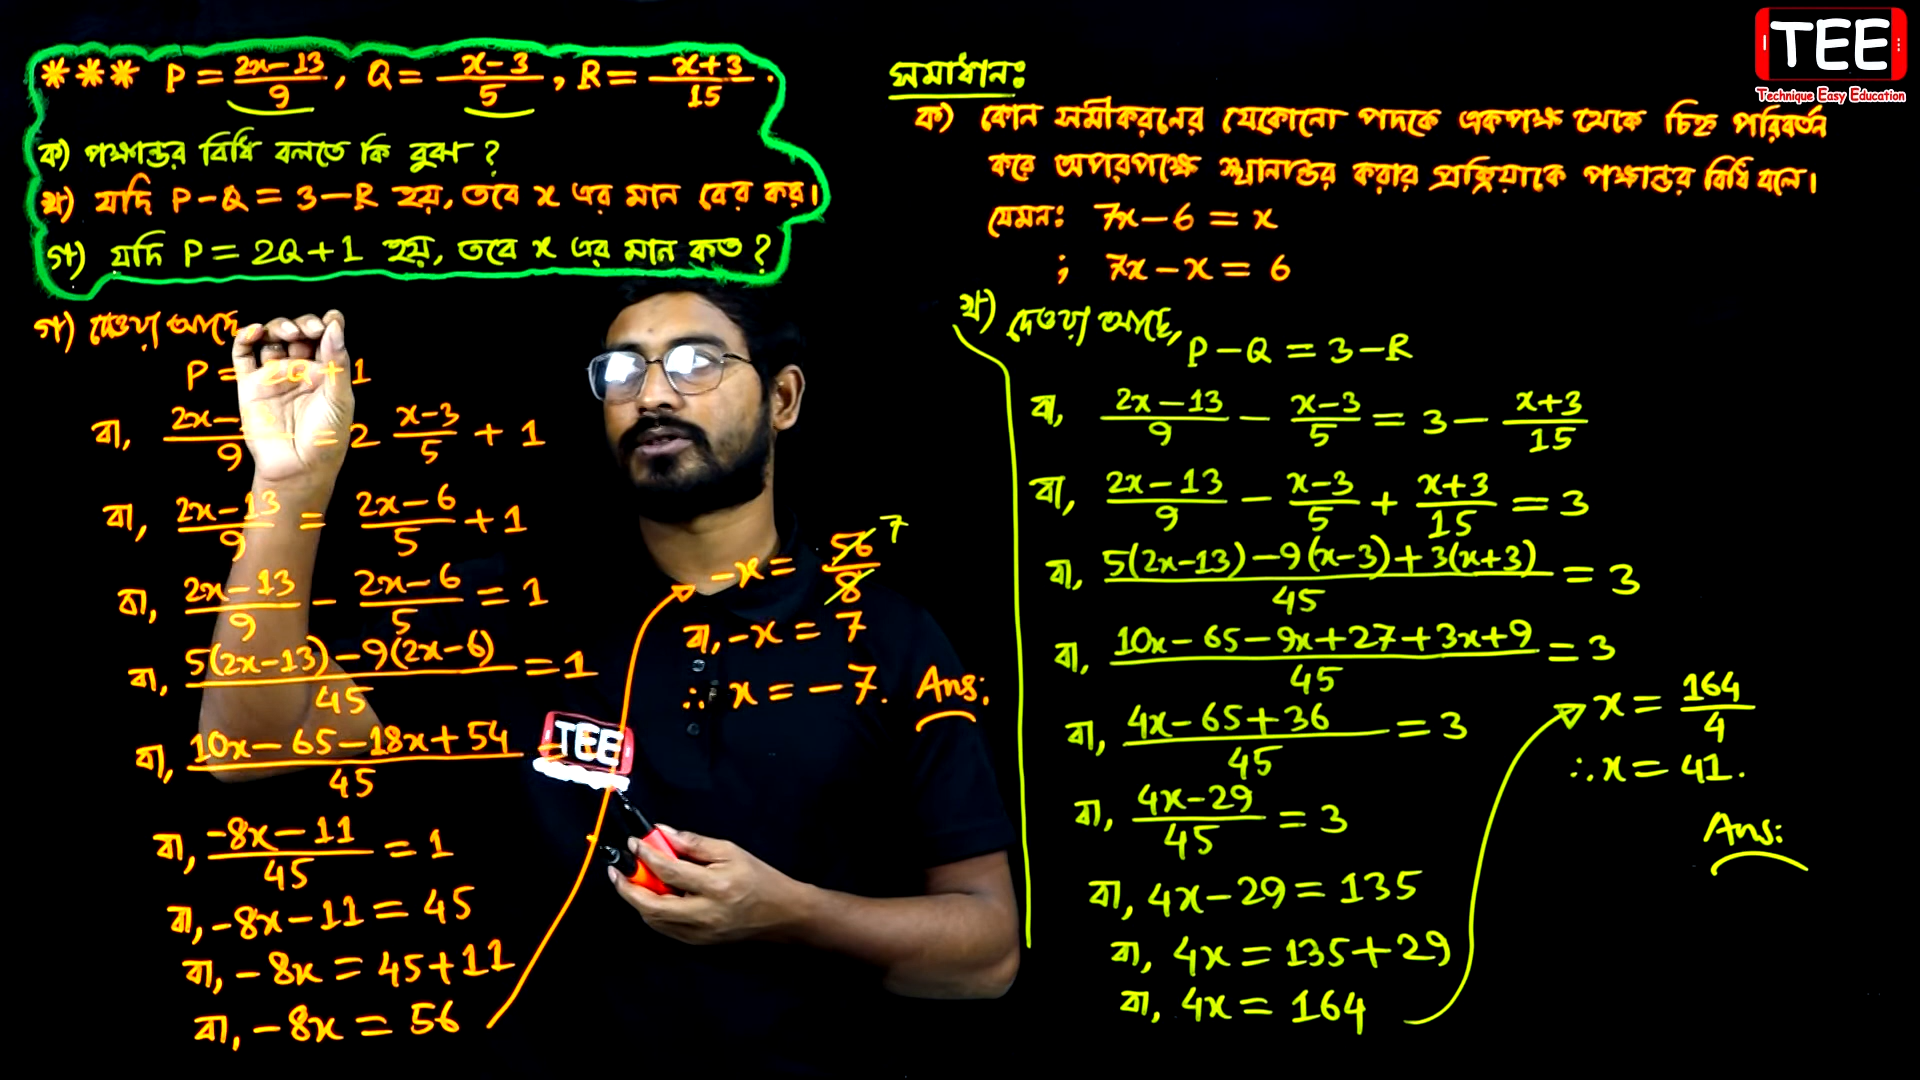 *** P = (2x-13)/9, Q = (x-3)/5, R = (x+3)/15.
ক) পক্ষান্তর বিধি বলতে কি বুঝ ?
খ) যদি P-Q = 3-R হয়, তবে x এর মান বের কর।
গ) যদি P = 2Q+1 হয়, তবে x এর মান কত ?
গ) দেওয়া আছে,
P = 2Q+1
বা, (2x-13)/9 = 2 (x-3)/5 + 1
বা, (2x-13)/9 = (2x-6)/5 + 1
বা, (2x-13)/9 - (2x-6)/5 = 1
বা, (5(2x-13)-9(2x-6))/45 = 1
বা, (10x-65-18x+54)/45 =
বা, (-8x-11)/45 = 1
বা, -8x-11 = 45
বা, -8x = 45+11
বা, -8x = 56
-x = 56/8 7
বা, -x = 7
∴ x = -7. Ans:
TEE
সমাধানঃ
ক) কোন সমীকরণের যেকোনো পদকে একপক্ষ থেকে চিহ্ন পরিবর্তন
করে অপরপক্ষে স্থানান্তর করার প্রক্রিয়াকে পক্ষান্তর বিধি বলে।
যেমনঃ 7x-6 = x
; 7x-x = 6
খ) দেওয়া আছে,
P-Q = 3-R
বা, (2x-13)/9 - (x-3)/5 = 3 - (x+3)/15
বা, (2x-13)/9 - (x-3)/5 + (x+3)/15 = 3
বা, (5(2x-13)-9(x-3)+3(x+3))/45 = 3
বা, (10x-65-9x+27+3x+9)/45 = 3
বা, (4x-65+36)/45 = 3
বা, (4x-29)/45 = 3
বা, 4x-29 = 135
বা, 4x = 135+29
বা, 4x = 164
x = 164/4
∴ x = 41.
Ans:
TEE
Technique Easy Education